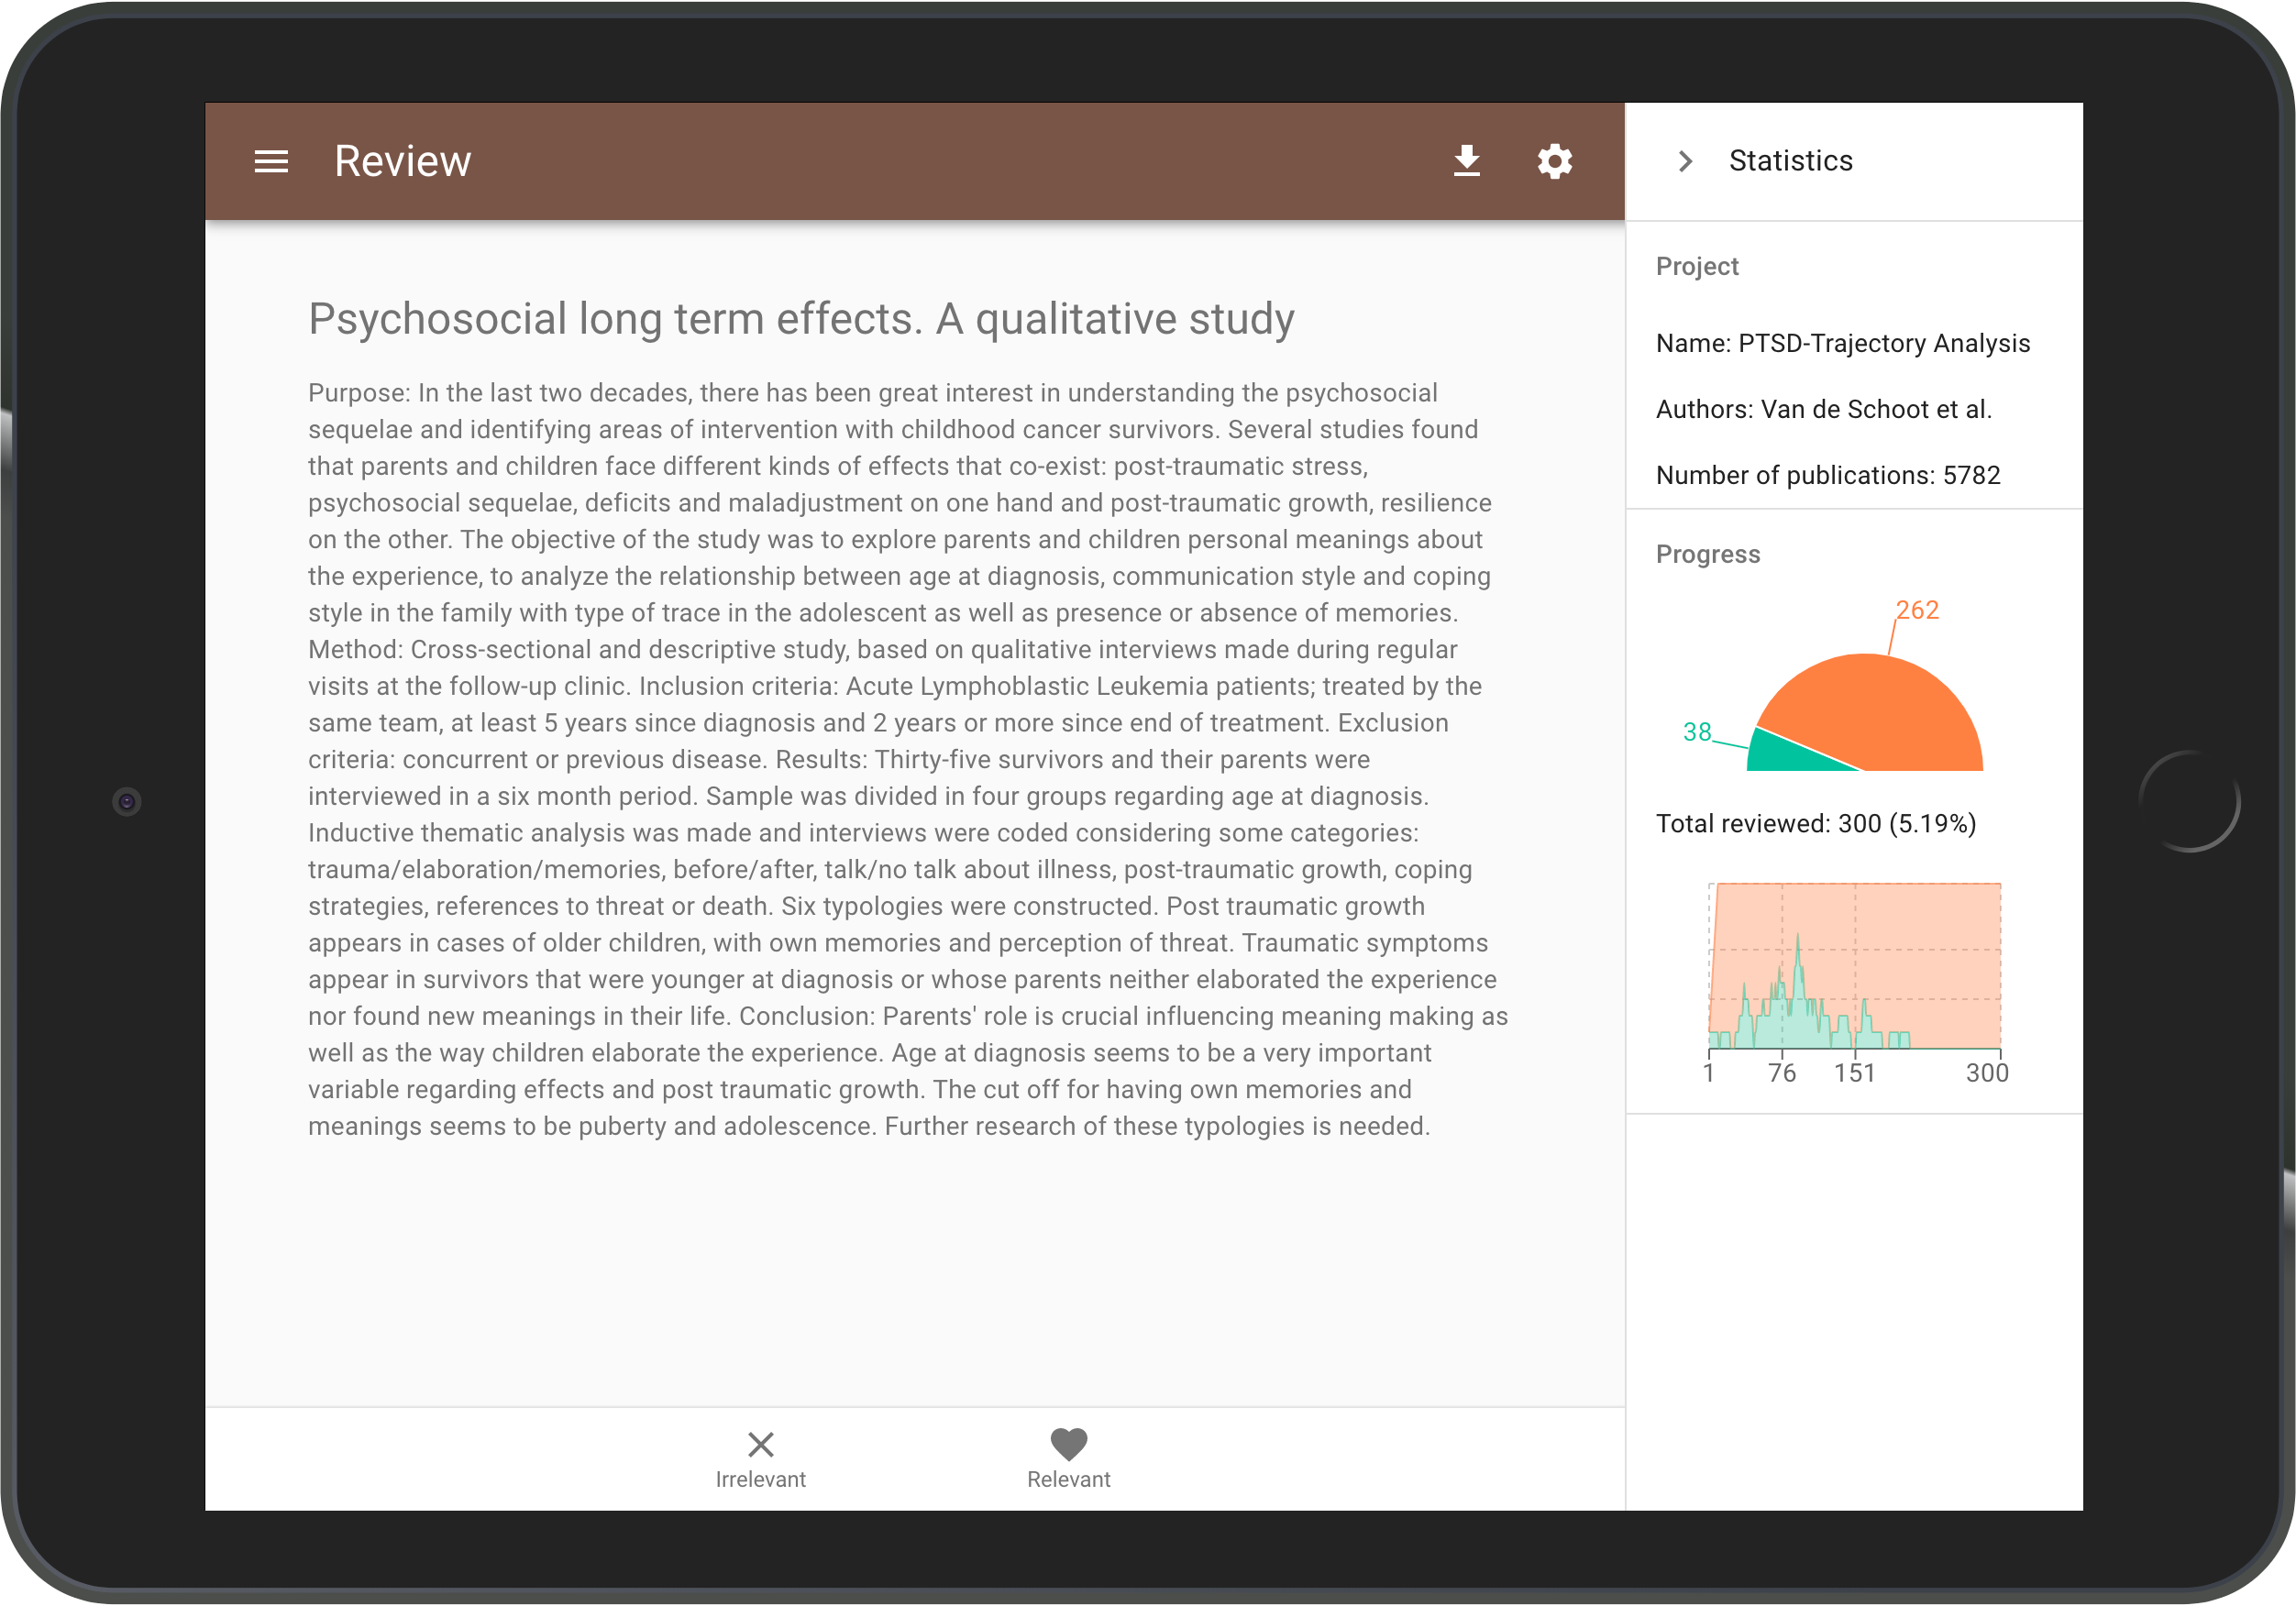 Review
Psychosocial long term effects. A qualitative study
Purpose: In the last two decades, there has been great interest in understanding the psychosocial
sequelae and identifying areas of intervention with childhood cancer survivors. Several studies found
that parents and children face different kinds of effects that co-exist: post-traumatic stress,
psychosocial sequelae, deficits and maladjustment on one hand and post-traumatic growth, resilience
on the other. The objective of the study was to explore parents and children personal meanings about
the experience, to analyze the relationship between age at diagnosis, communication style and coping
style in the family with type of trace in the adolescent as well as presence or absence of memories.
Method: Cross-sectional and descriptive study, based on qualitative interviews made during regular
visits at the follow-up clinic. Inclusion criteria: Acute Lymphoblastic Leukemia patients; treated by the
same team, at least 5 years since diagnosis and 2 years or more since end of treatment. Exclusion
criteria: concurrent or previous disease. Results: Thirty-five survivors and their parents were
interviewed in a six month period. Sample was divided in four groups regarding age at diagnosis.
Inductive thematic analysis was made and interviews were coded considering some categories:
trauma/elaboration/memories, before/after, talk/no talk about illness, post-traumatic growth, coping
strategies, references to threat or death. Six typologies were constructed. Post traumatic growth
appears in cases of older children, with own memories and perception of threat. Traumatic symptoms
appear in survivors that were younger at diagnosis or whose parents neither elaborated the experience
nor found new meanings in their life. Conclusion: Parents' role is crucial influencing meaning making as
well as the way children elaborate the experience. Age at diagnosis seems to be a very important
variable regarding effects and post traumatic growth. The cut off for having own memories and
meanings seems to be puberty and adolescence. Further research of these typologies is needed.
Irrelevant
Relevant
Statistics
Project
Name: PTSD-Trajectory Analysis
Authors: Van de Schoot et al.
Number of publications: 5782
Progress
262
38
Total reviewed: 300 (5.19%)
1 76 151 300